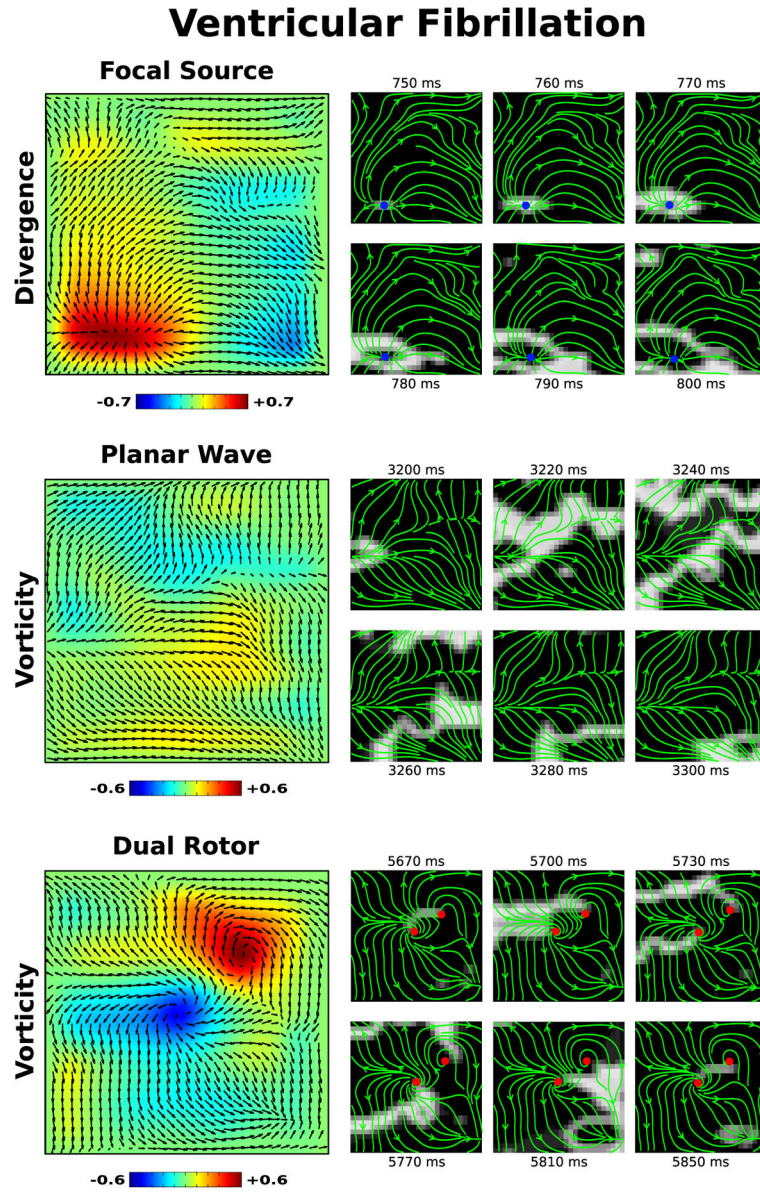 Ventricular Fibrillation
Focal Source
Divergence
750 ms 760 ms 770 ms
780 ms 790 ms 800 ms
-0.7 +0.7
Planar Wave
Vorticity
3200 ms 3220 ms 3240 ms
3260 ms 3280 ms 3300 ms
-0.6 +0.6
Dual Rotor
Vorticity
5670 ms 5700 ms 5730 ms
5770 ms 5810 ms 5850 ms
-0.6 +0.6